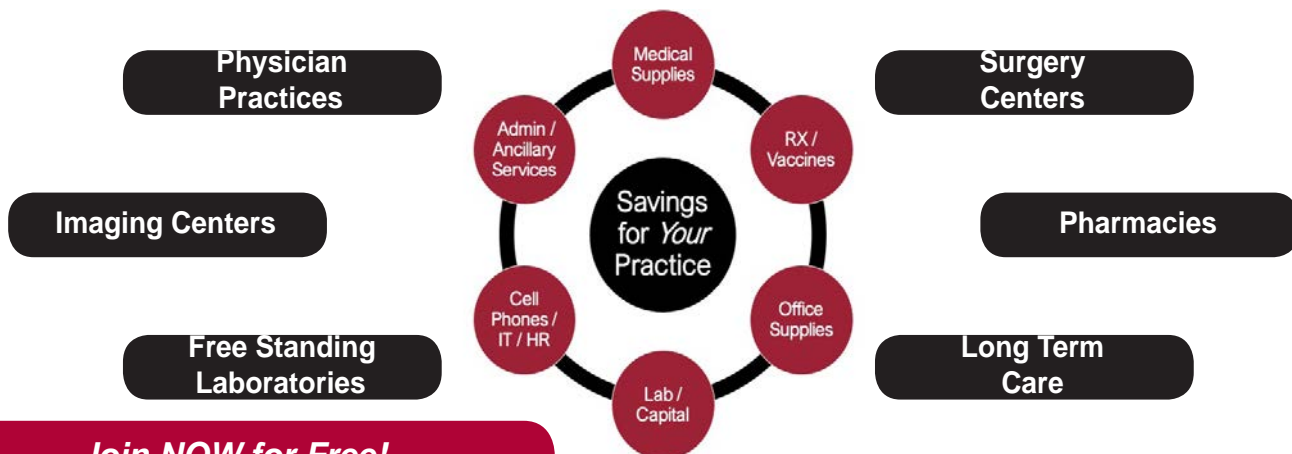 Physician
Practices
Imaging Centers
Free Standing
Laboratories
Medical
Supplies
Admin /
Ancillary
Services
RX /
Vaccines
Savings
for Your
Practice
Cell
Phones /
IT / HR
Office
Supplies
Lab /
Capital
Surgery
Centers
Pharmacies
Long Term
Care
Join NOW for Free!